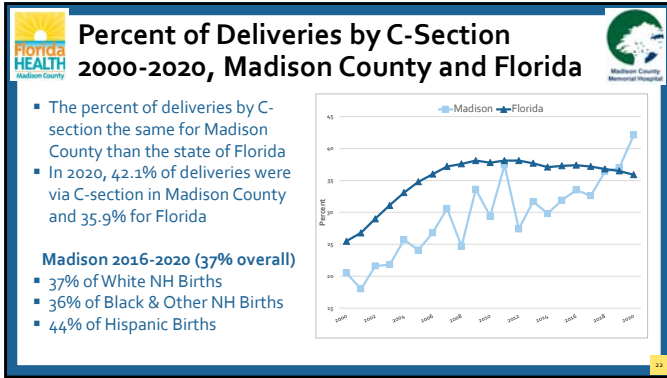 Florida
HEALTH
Madison County
Percent of Deliveries by C-Section
2000-2020, Madison County and Florida
Madison County
Memorial Hospital
▪ The percent of deliveries by C-
section the same for Madison
County than the state of Florida
▪ In 2020, 42.1% of deliveries were
via C-section in Madison County
and 35.9% for Florida
Madison 2016-2020 (37% overall)
▪ 37% of White NH Births
▪ 36% of Black & Other NH Births
▪ 44% of Hispanic Births
Madison Florida
45
40
35
30
25
20
15
Percent
2000 2002 2004 2006 2008 2010 2012 2014 2016 2018 2020
22